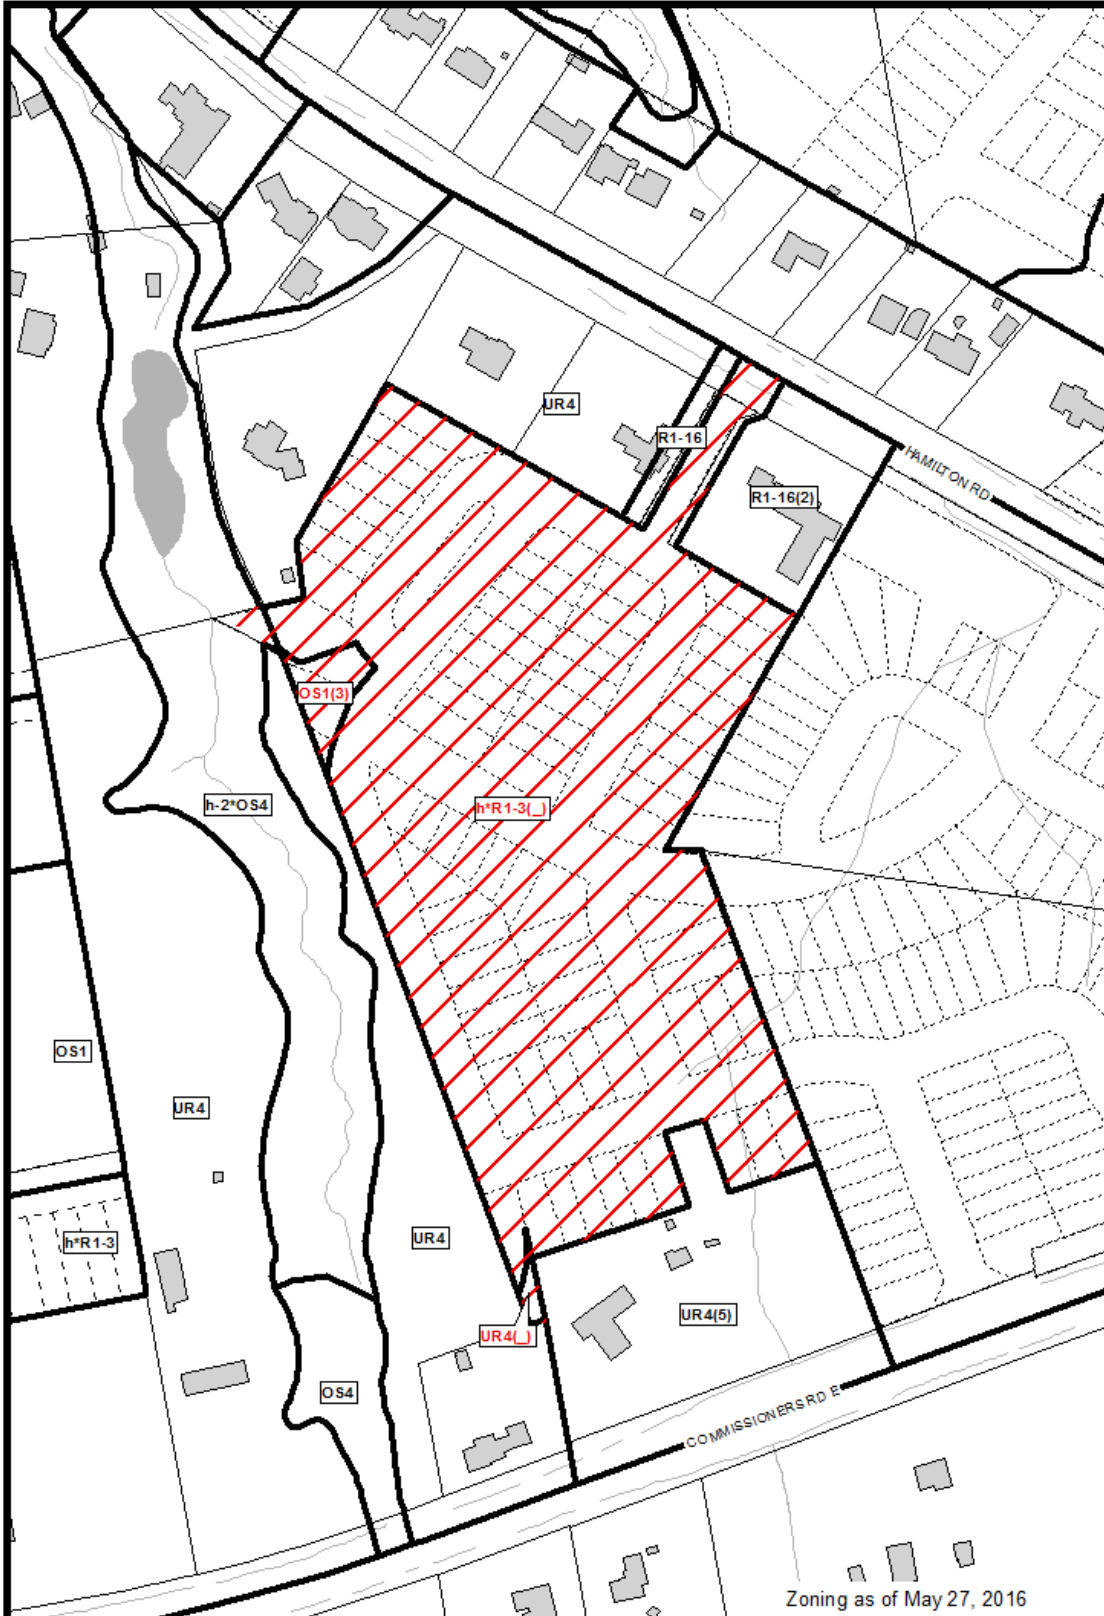 UR4
R1-16
HAMILTON RD
R1-16(2)
OS1(3)
h-2*OS4
h*R1-3(_)
OS1
UR4
h*R1-3
UR4
UR4(5)
UR4(_)
OS4
COMMISSIONERS RD E
Zoning as of May 27, 2016